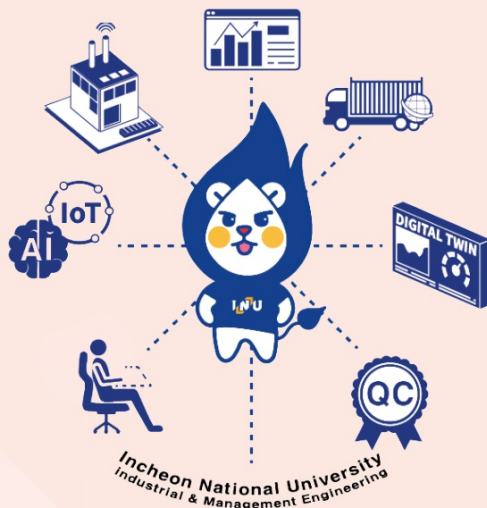 IoT
AI
DIGITAL TWIN
INU
QC
Incheon National University
Industrial & Management Engineering